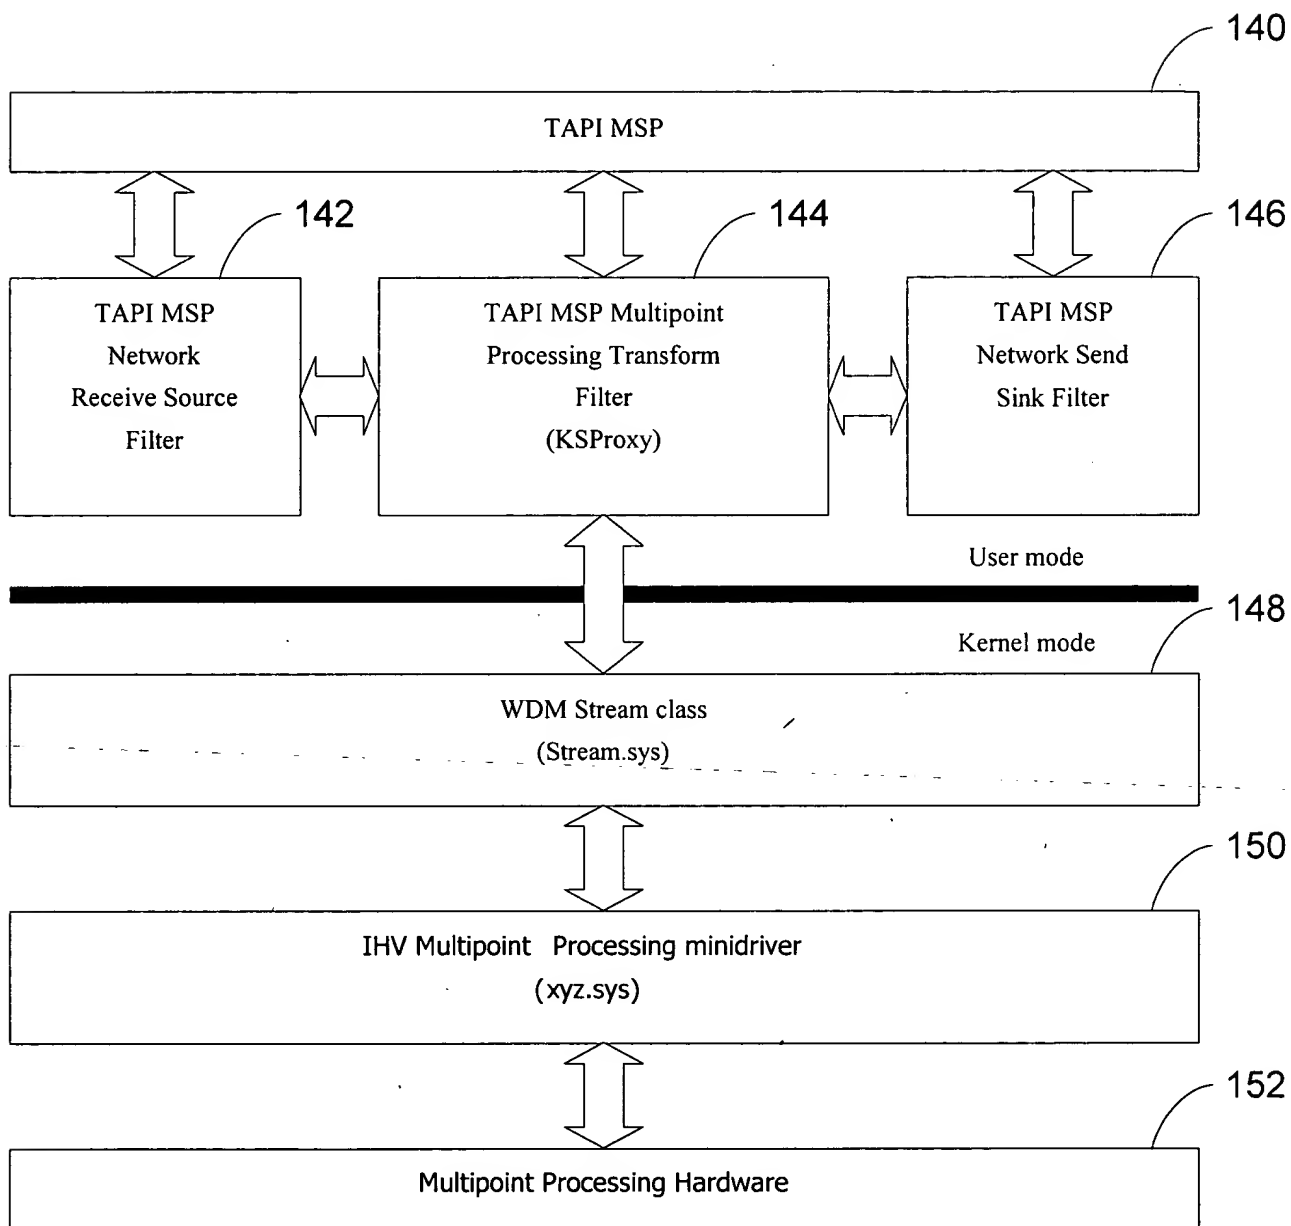 140
TAPI MSP
142
144
146
TAPI MSP
Network
Receive Source
Filter
TAPI MSP Multipoint
Processing Transform
Filter
(KSProxy)
TAPI MSP
Network Send
Sink Filter
User mode
148
Kernel mode
WDM Stream class
(Stream.sys)
150
IHV Multipoint Processing minidriver
(xyz.sys)
152
Multipoint Processing Hardware